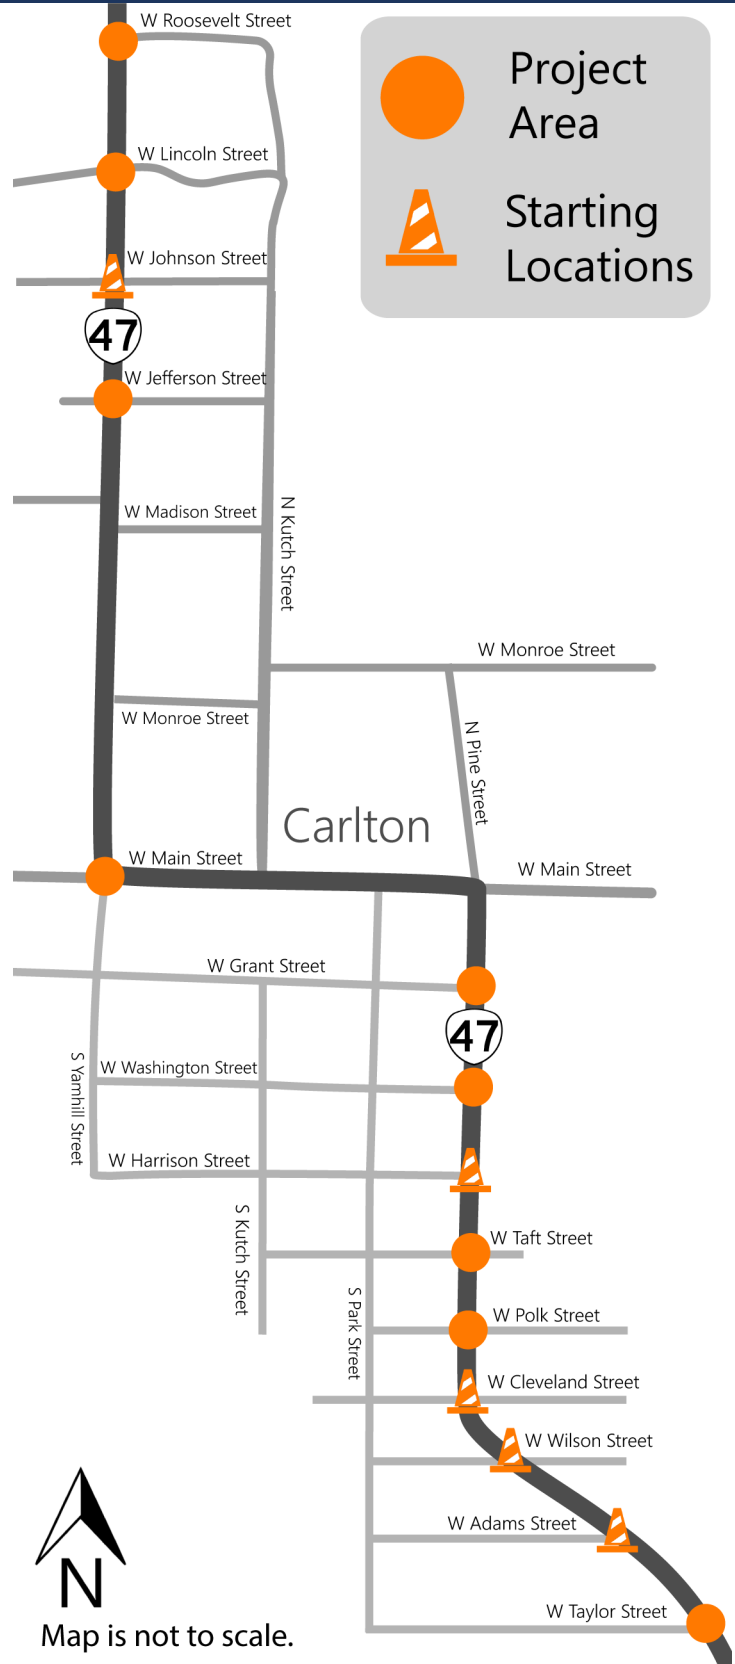 W Roosevelt Street
Project
Area
W Lincoln Street
Starting
Locations
W Johnson Street
47
W Jefferson Street
W Madison Street
N Kutch Street
W Monroe Street
W Monroe Street
N Pine Street
Carlton
W Main Street
W Main Street
W Grant Street
47
W Washington Street
S Yamhill Street
W Harrison Street
S Kutch Street
W Taft Street
S Park Street
W Polk Street
W Cleveland Street
W Wilson Street
W Adams Street
N
W Taylor Street
Map is not to scale.